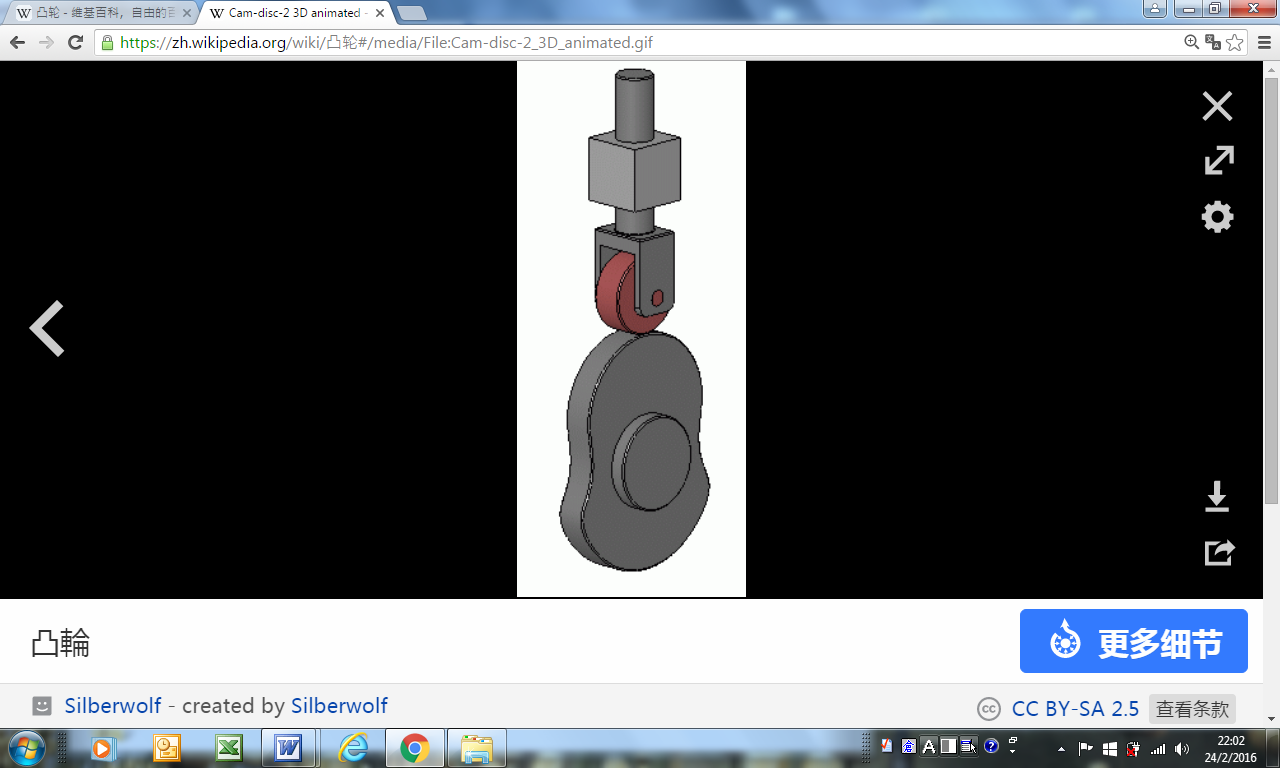 凸轮 - 维基百科，自由的百
Cam-disc-2 3D animated -
https://zh.wikipedia.org/wiki/凸轮#/media/File:Cam-disc-2_3D_animated.gif
凸輪
更多细节
Silberwolf - created by Silberwolf
CC BY-SA 2.5 查看条款
22:02
24/2/2016